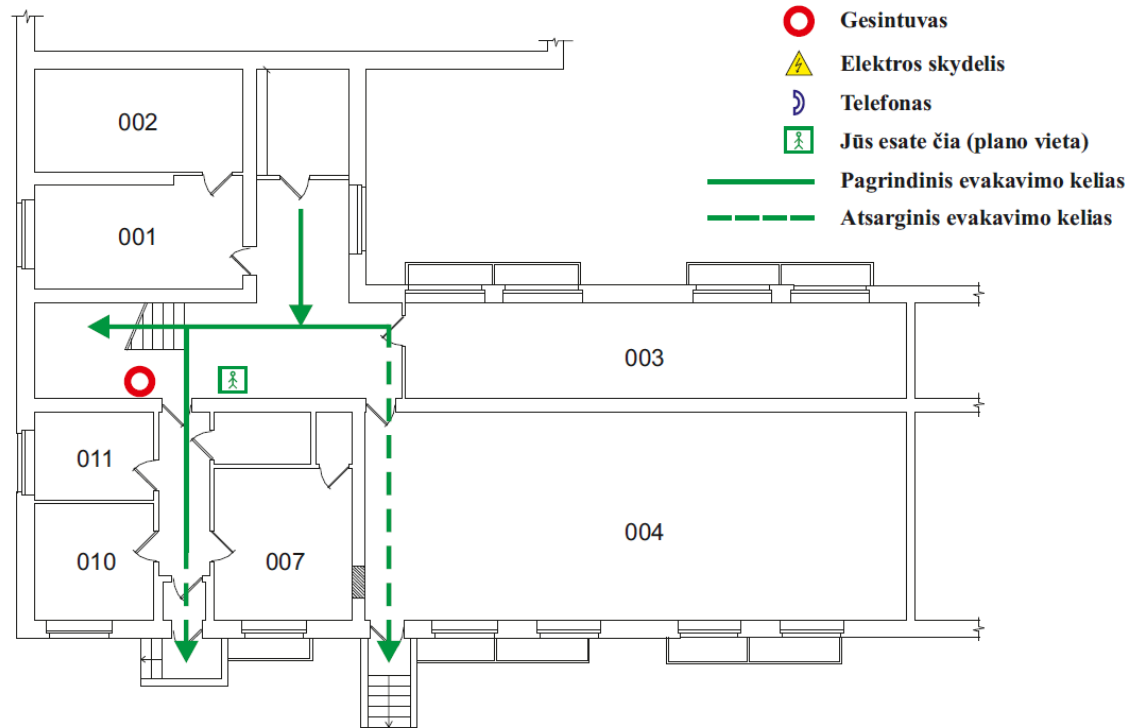 Gesintuvas
Elektros skydelis
Telefonas
Jūs esate čia (plano vieta)
Pagrindinis evakavimo kelias
Atsarginis evakavimo kelias
002
001
003
011
004
010
007